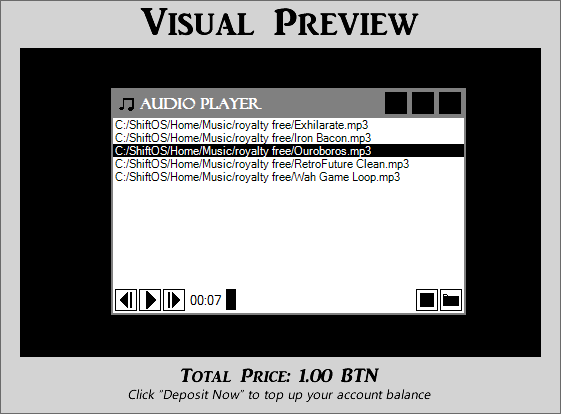 Visual Preview
AUDIO PLAYER
C:/ShiftOS/Home/Music/royalty free/Exhilarate.mp3
C:/ShiftOS/Home/Music/royalty free/Iron Bacon.mp3
C:/ShiftOS/Home/Music/royalty free/Ouroboros.mp3
C:/ShiftOS/Home/Music/royalty free/RetroFuture Clean.mp3
C:/ShiftOS/Home/Music/royalty free/Wah Game Loop.mp3
00:07
Total Price: 1.00 BTN
Click "Deposit Now" to top up your account balance